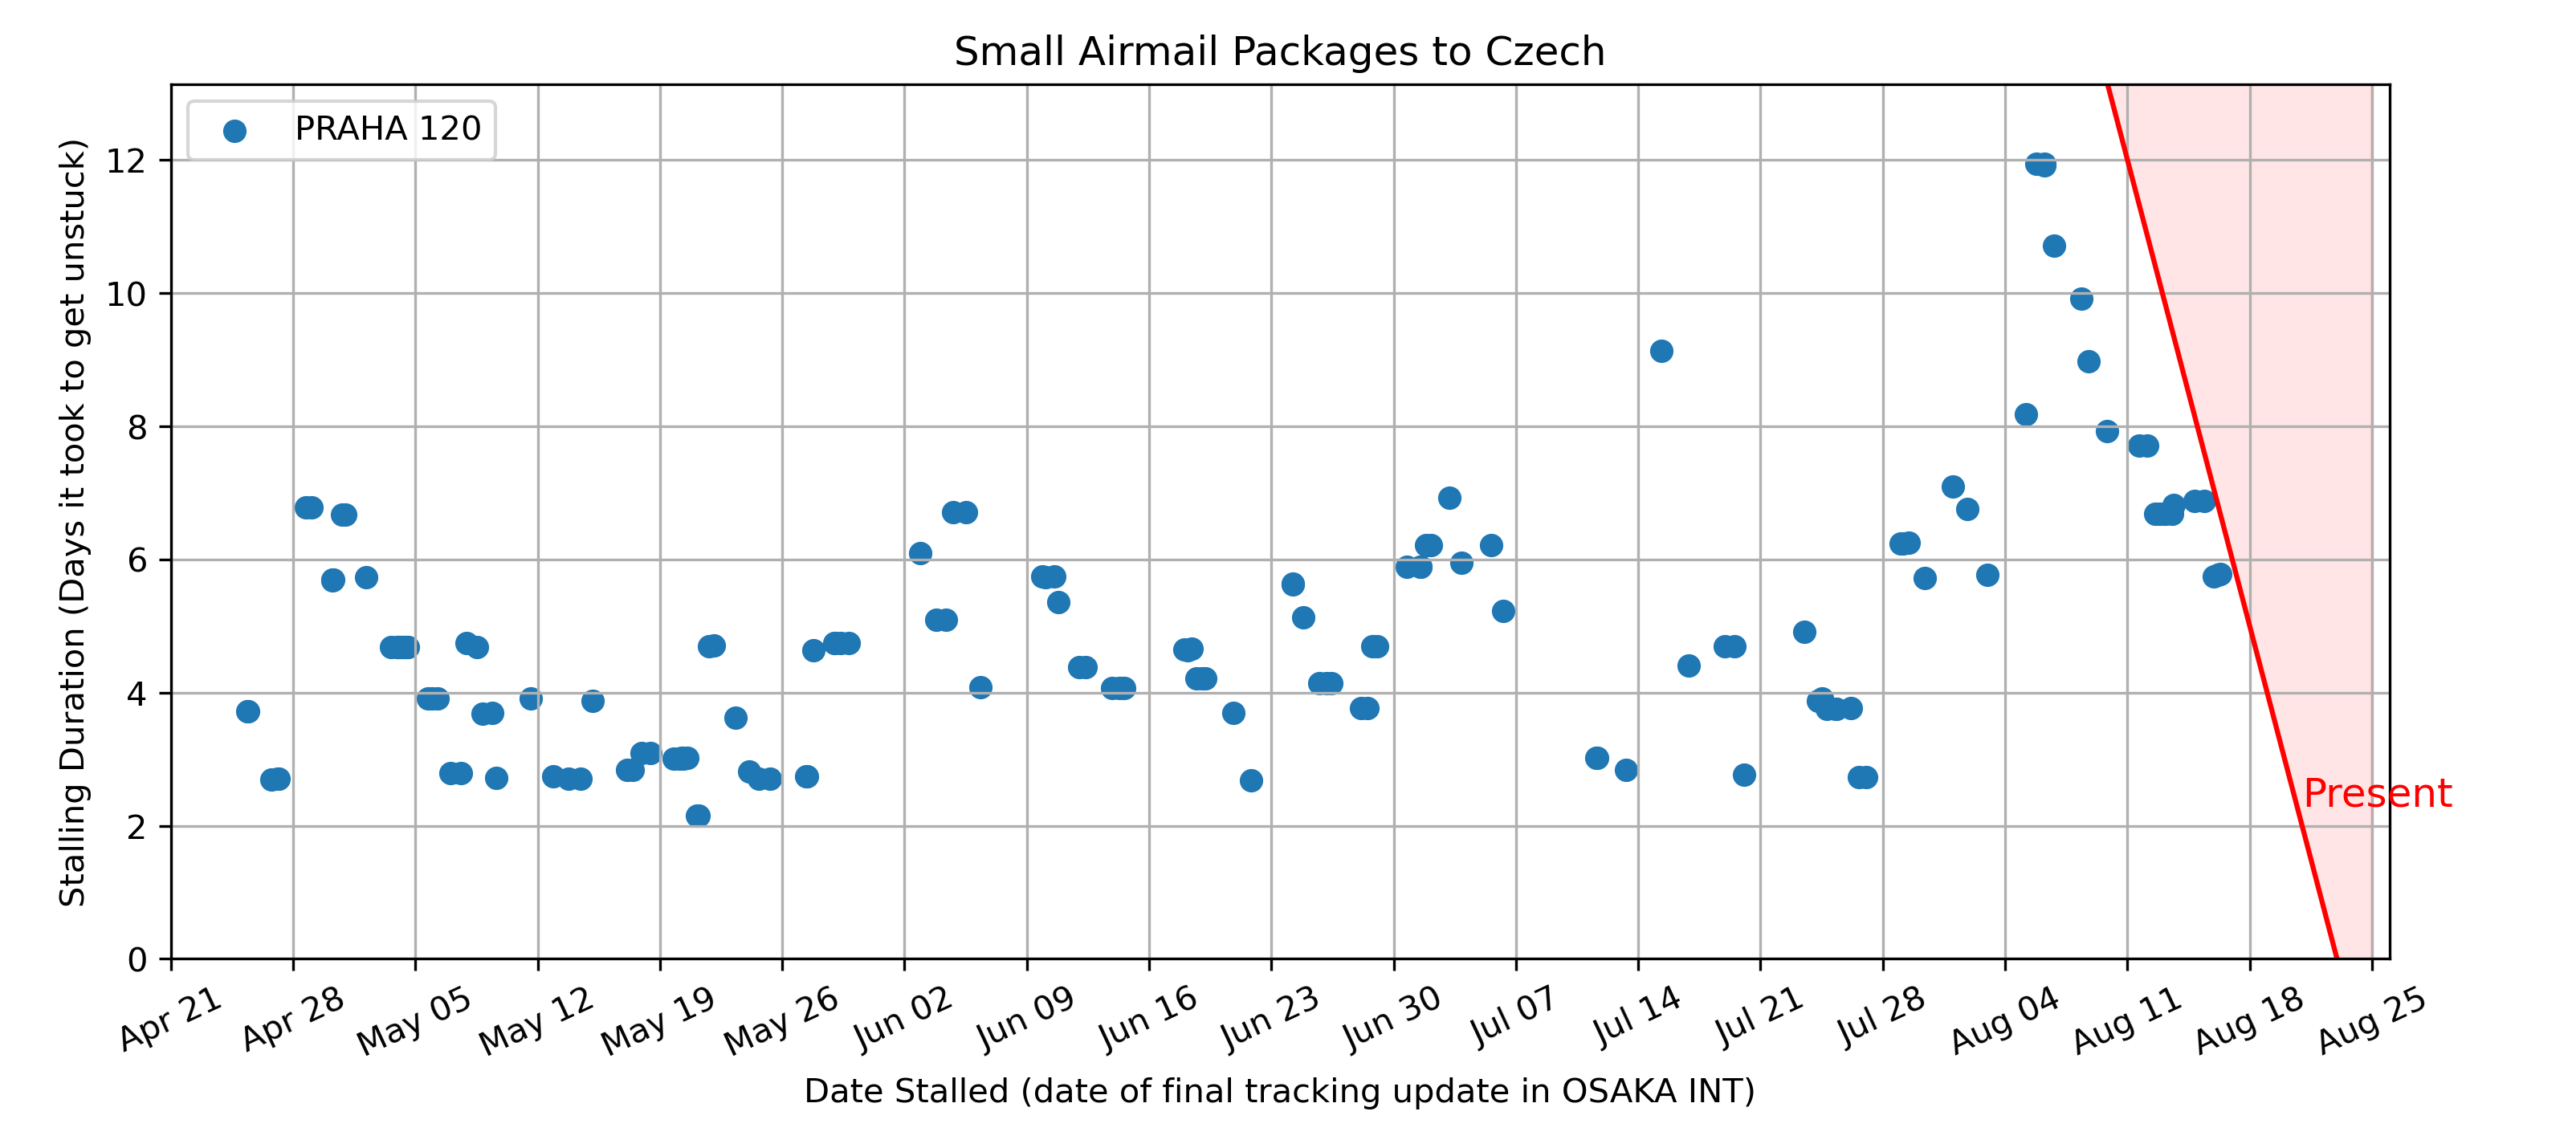 Small Airmail Packages to Czech
PRAHA 120
Stalling Duration (Days it took to get unstuck)
12
10
8
6
4
2
0
Present
Apr 21
Apr 28
May 05
May 12
May 19
May 26
Jun 02
Jun 09
Jun 16
Jun 23
Jun 30
Jul 07
Jul 14
Jul 21
Jul 28
Aug 04
Aug 11
Aug 18
Aug 25
Date Stalled (date of final tracking update in OSAKA INT)